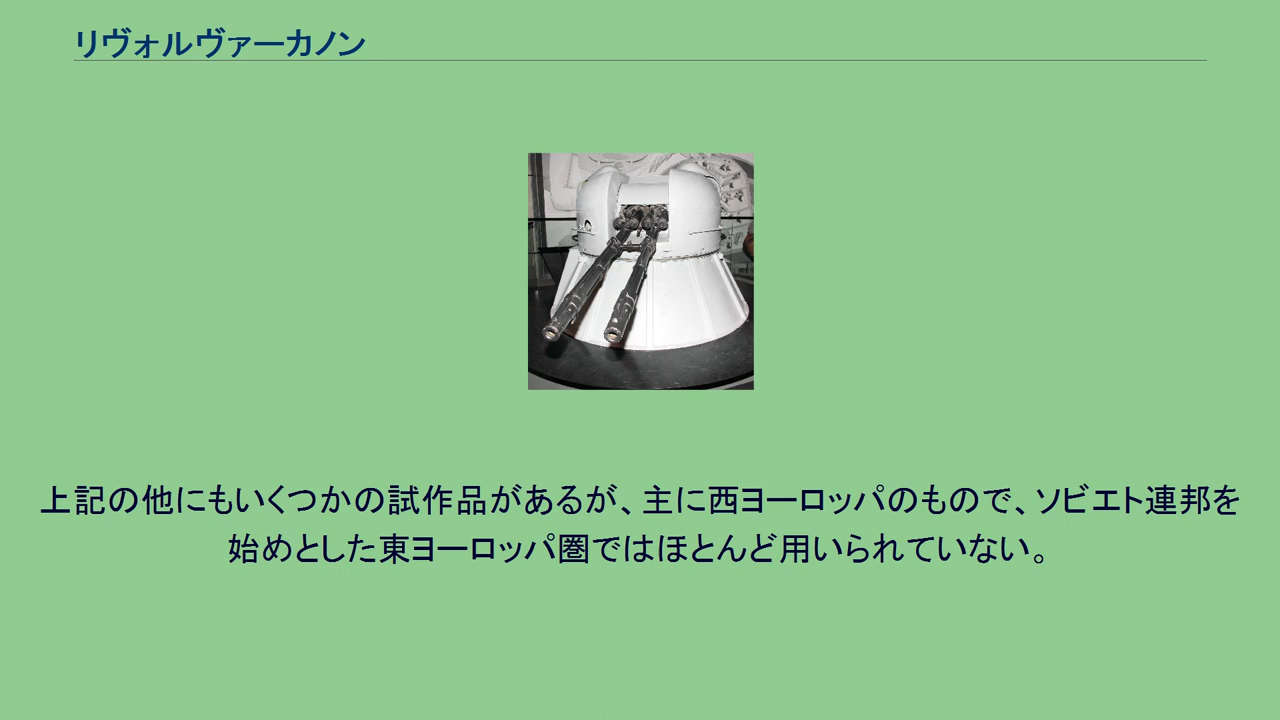 リヴォルヴァーカノン
上記の他にもいくつかの試作品があるが、主に西ヨーロッパのもので、ソビエト連邦を
始めとした東ヨーロッパ圏ではほとんど用いられていない。